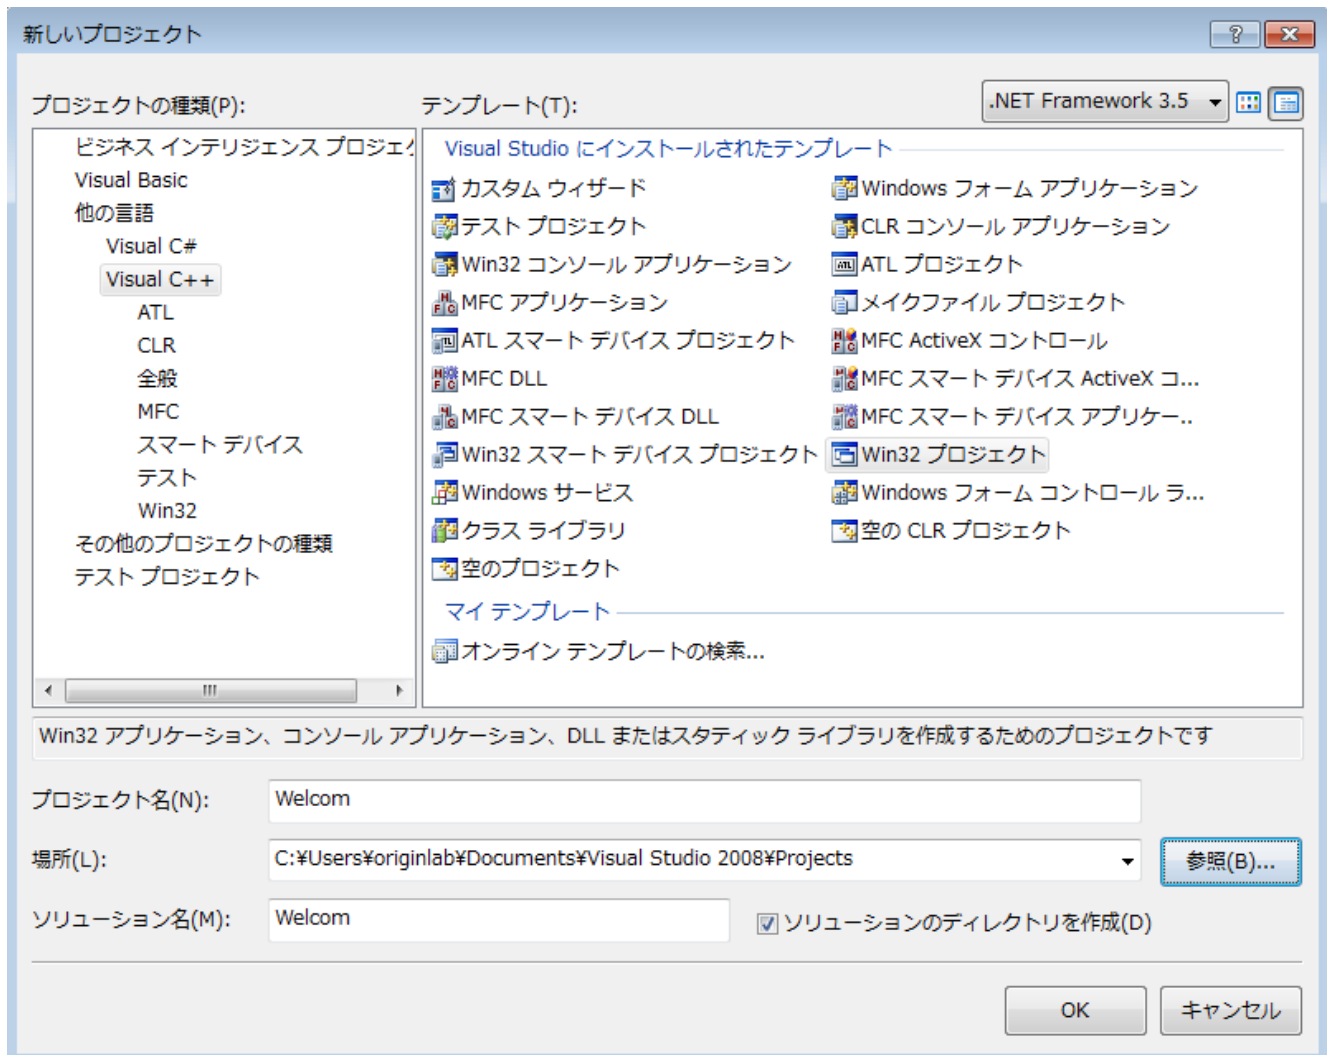 新しいプロジェクト
プロジェクトの種類(P):
テンプレート(T):
.NET Framework 3.5
ビジネス インテリジェンス プロジェク
Visual Basic
他の言語
Visual C#
Visual C++
ATL
CLR
全般
MFC
スマート デバイス
テスト
Win32
その他のプロジェクトの種類
テスト プロジェクト
Visual Studio にインストールされたテンプレート
カスタム ウィザード
Windows フォーム アプリケーション
テスト プロジェクト
CLR コンソール アプリケーション
Win32 コンソール アプリケーション
ATL プロジェクト
MFC アプリケーション
メイクファイル プロジェクト
ATL スマート デバイス プロジェクト
MFC ActiveX コントロール
MFC DLL
MFC スマート デバイス ActiveX コ...
MFC スマート デバイス DLL
MFC スマート デバイス アプリケー..
Win32 スマート デバイス プロジェクト
Win32 プロジェクト
Windows サービス
Windows フォーム コントロール ラ...
クラス ライブラリ
空の CLR プロジェクト
空のプロジェクト
マイ テンプレート
オンライン テンプレートの検索...
Win32 アプリケーション、コンソール アプリケーション、DLL またはスタティック ライブラリを作成するためのプロジェクトです
プロジェクト名(N):
Welcom
場所(L):
C:¥Users¥originlab¥Documents¥Visual Studio 2008¥Projects
参照(B)...
ソリューション名(M):
Welcom
ソリューションのディレクトリを作成(D)
OK
キャンセル